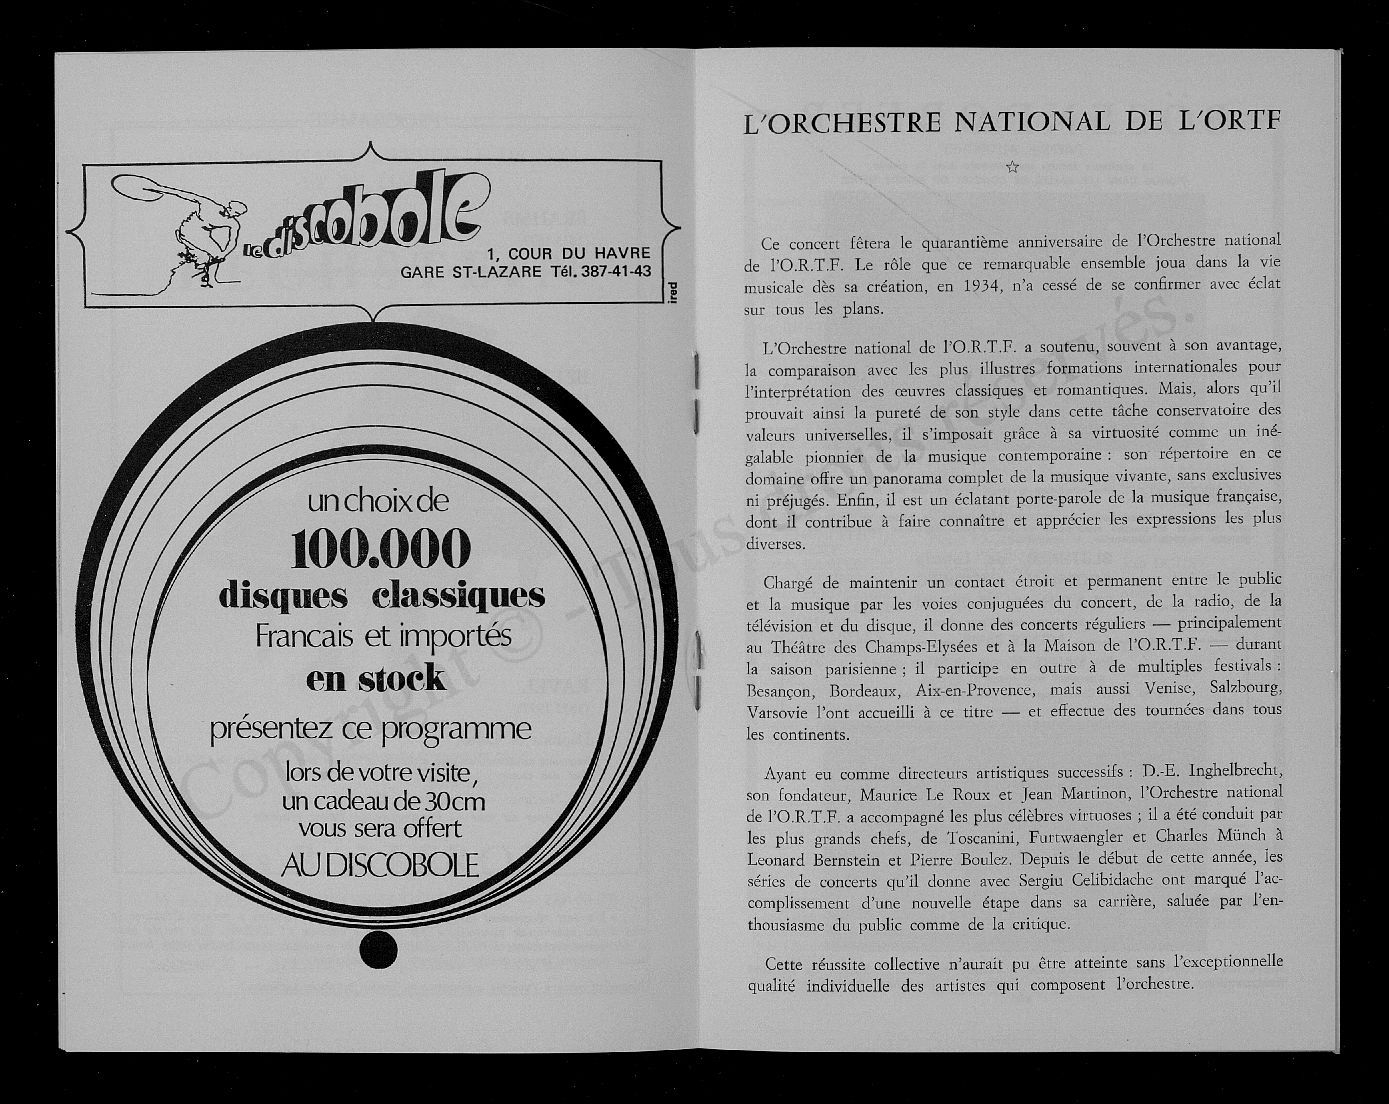 le discobole
1, COUR DU HAVRE
GARE ST-LAZARE Tél. 387-41-43
ired
un choix de
100.000
disques classiques
Francais et importés
en stock
présentez ce programme
lors de votre visite,
un cadeau de 30cm
vous sera offert
AU DISCOBOLE
L'ORCHESTRE NATIONAL DE L'ORTF
Ce concert fêtera le quarantième anniversaire de l'Orchestre national
de l'O.R.T.F. Le rôle que ce remarquable ensemble joua dans la vie
musicale dès sa création, en 1934, n'a cessé de se confirmer avec éclat
sur tous les plans.
L'Orchestre national de l'O.R.T.F. a soutenu, souvent à son avantage,
la comparaison avec les plus illustres formations internationales pour
l'interprétation des œuvres classiques et romantiques. Mais, alors qu'il
prouvait ainsi la pureté de son style dans cette tâche conservatoire des
valeurs universelles, il s'imposait grâce à sa virtuosité comme un iné-
galable pionnier de la musique contemporaine : son répertoire en ce
domaine offre un panorama complet de la musique vivante, sans exclusives
ni préjugés. Enfin, il est un éclatant porte-parole de la musique française,
dont il contribue à faire connaître et apprécier les expressions les plus
diverses.
Chargé de maintenir un contact étroit et permanent entre le public
et la musique par les voies conjuguées du concert, de la radio, de la
télévision et du disque, il donne des concerts réguliers — principalement
au Théâtre des Champs-Elysées et à la Maison de l'O.R.T.F. — durant
la saison parisienne ; il participe en outre à de multiples festivals :
Besançon, Bordeaux, Aix-en-Provence, mais aussi Venise, Salzbourg,
Varsovie l'ont accueilli à ce titre — et effectue des tournées dans tous
les continents.
Ayant eu comme directeurs artistiques successifs : D.-E. Inghelbrecht,
son fondateur, Maurice Le Roux et Jean Martinon, l'Orchestre national
de l'O.R.T.F. a accompagné les plus célèbres virtuoses ; il a été conduit par
les plus grands chefs, de Toscanini, Furtwaengler et Charles Münch à
Leonard Bernstein et Pierre Boulez. Depuis le début de cette année, les
séries de concerts qu'il donne avec Sergiu Celibidache ont marqué l'ac-
complissement d'une nouvelle étape dans sa carrière, saluée par l'en-
thousiasme du public comme de la critique.
Cette réussite collective n'aurait pu être atteinte sans l'exceptionnelle
qualité individuelle des artistes qui composent l'orchestre.
Copyright © - Tous droits réservés.